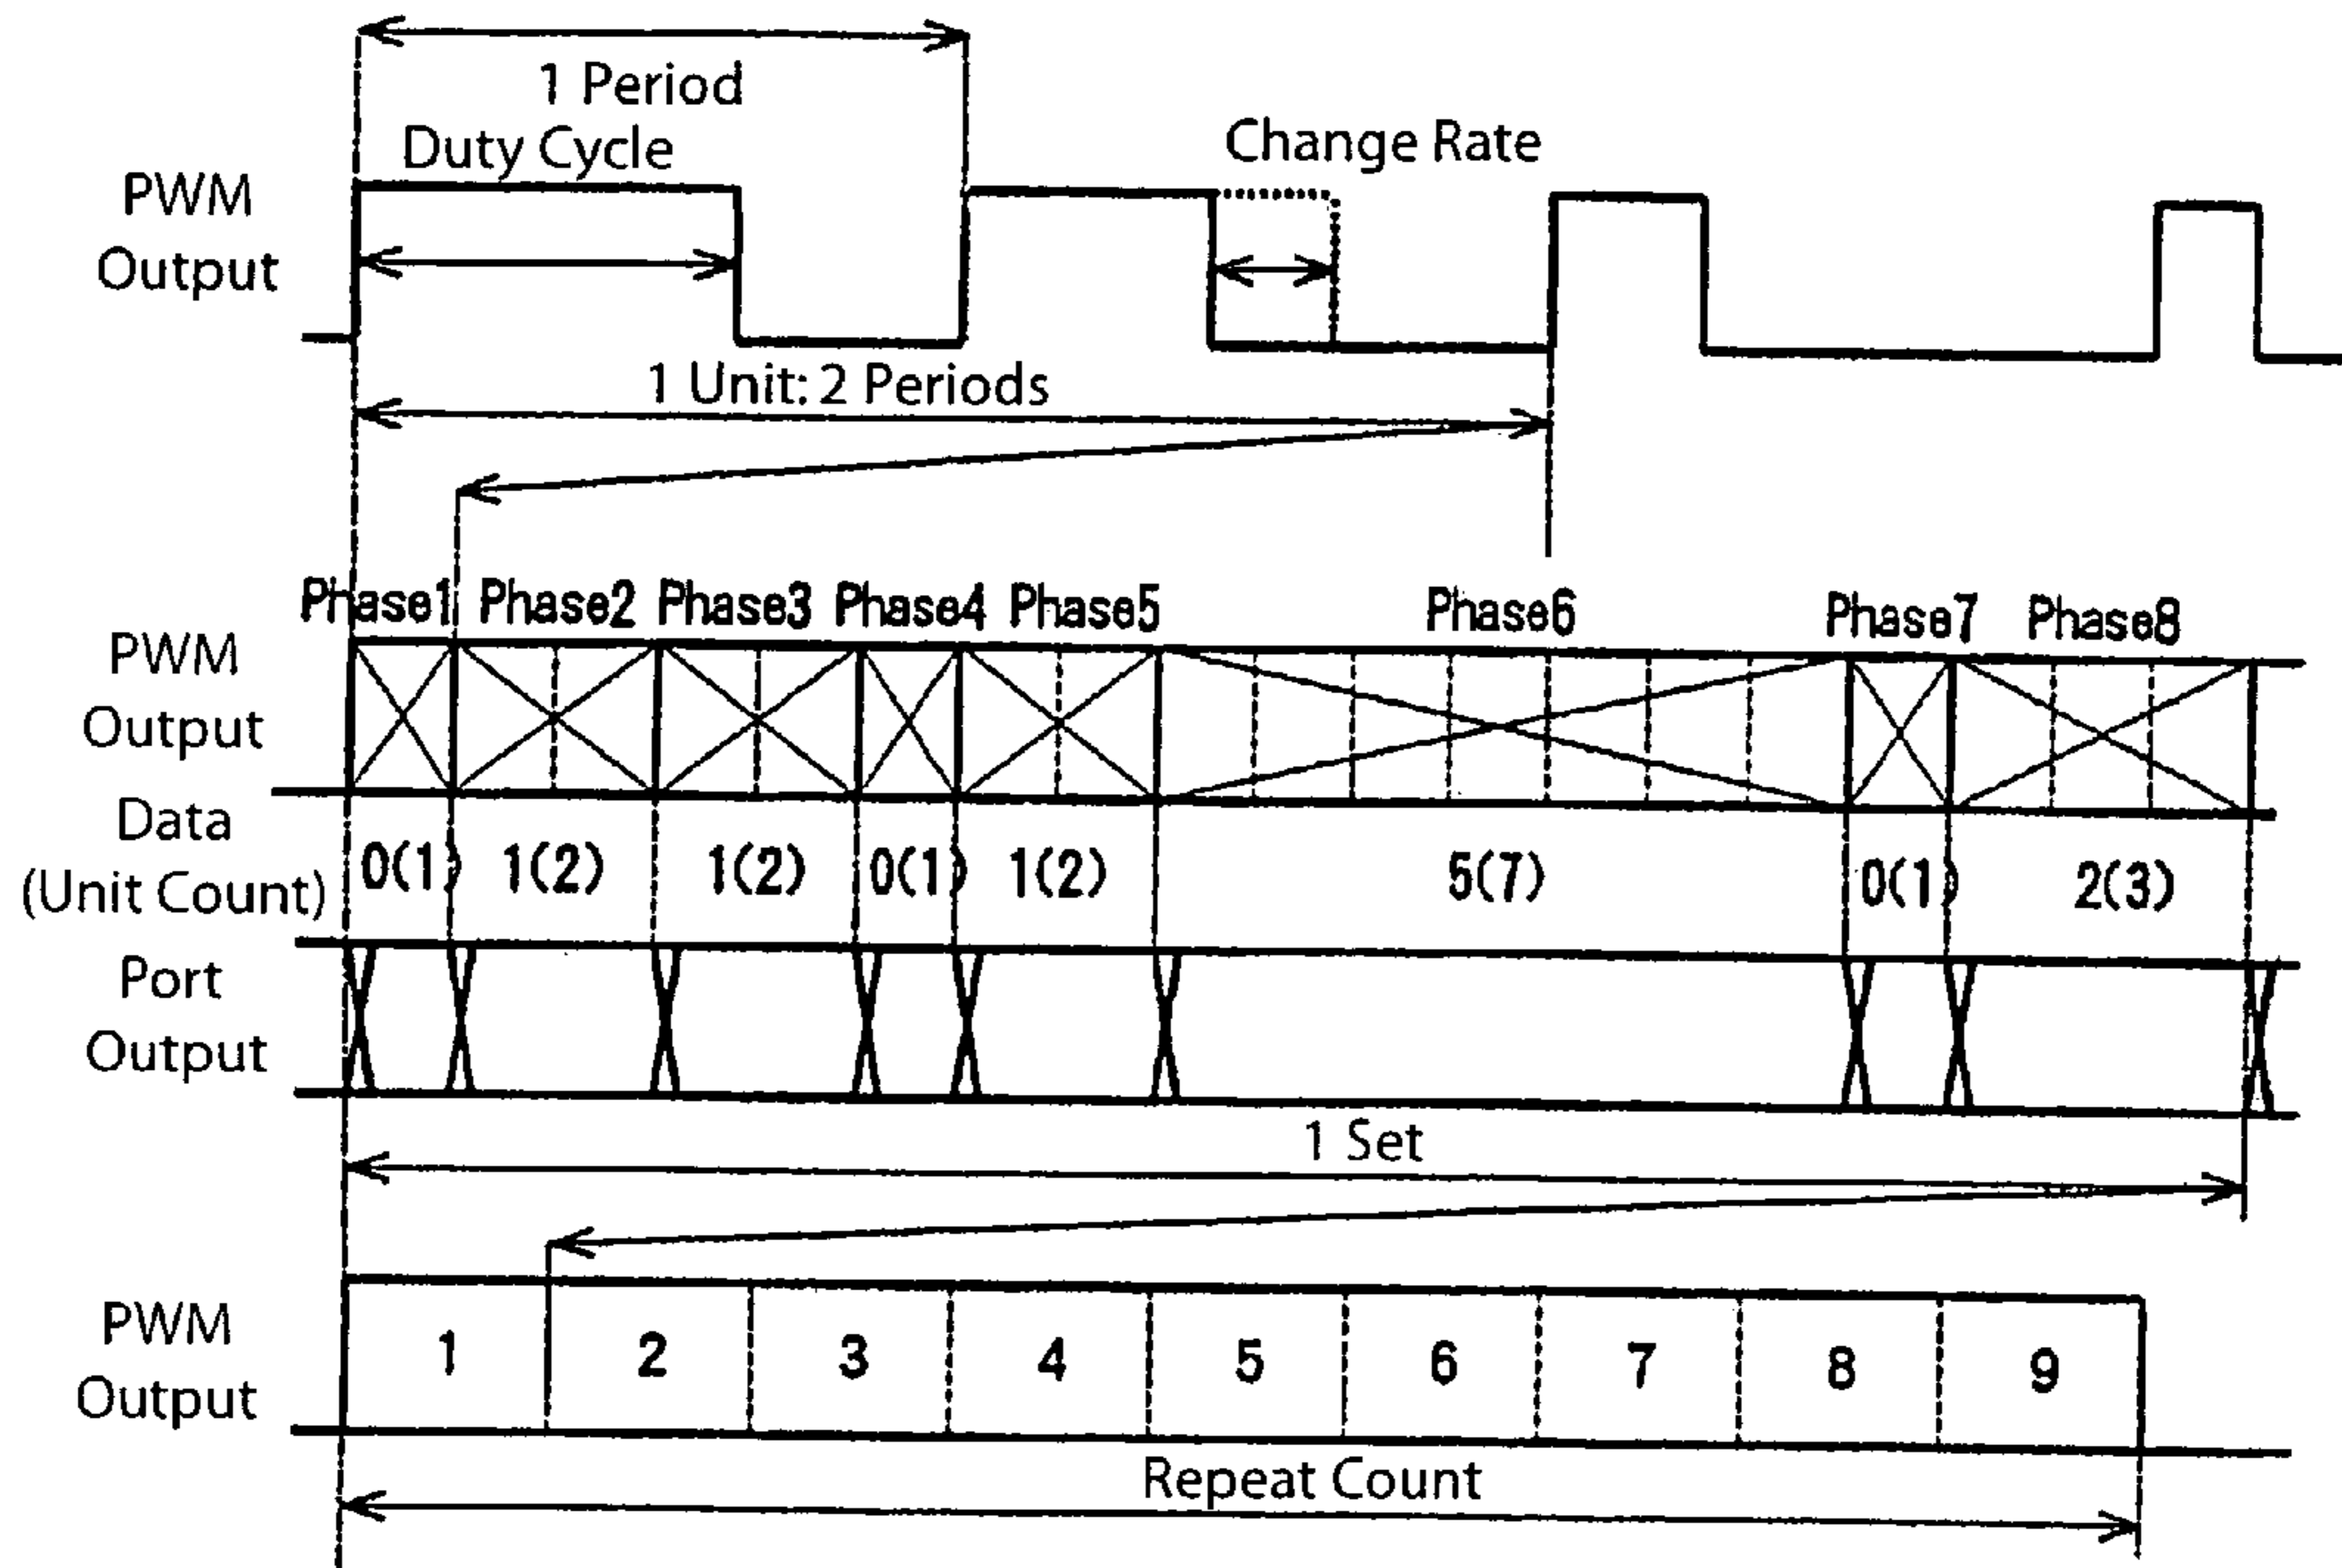 1 Period
Duty Cycle
Change Rate
PWM
Output
1 Unit: 2 Periods
Phase1 Phase2 Phase3 Phase4 Phase5 Phase6 Phase7 Phase8
PWM
Output
Data
(Unit Count)
0(1) 1(2) 1(2) 0(1) 1(2) 5(7) 0(1) 2(3)
Port
Output
1 Set
PWM
Output
1 2 3 4 5 6 7 8 9
Repeat Count